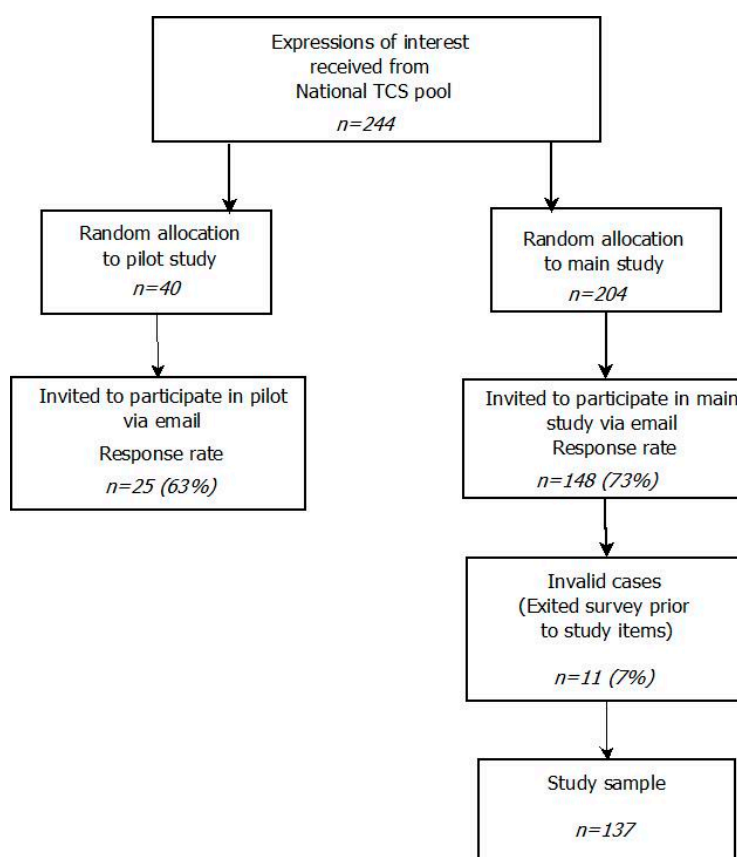 Expressions of interest
received from
National TCS pool
n=244
Random allocation
to pilot study
n=40
Random allocation
to main study
n=204
Invited to participate in pilot
via email
Response rate
n=25 (63%)
Invited to participate in main
study via email
Response rate
n=148 (73%)
Invalid cases
(Exited survey prior
to study items)
n=11 (7%)
Study sample
n=137